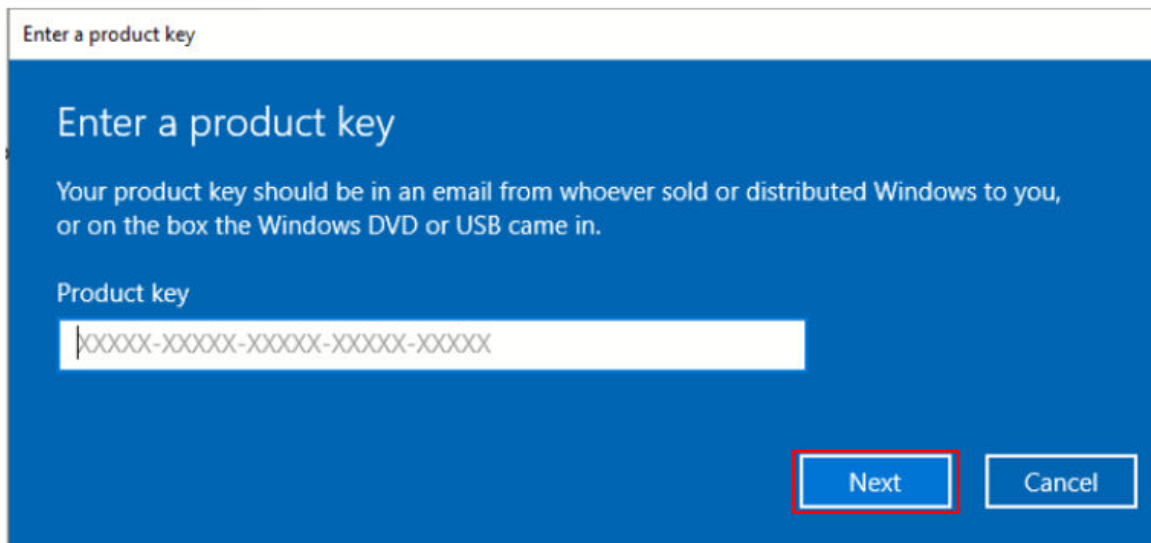 Enter a product key
Enter a product key
Your product key should be in an email from whoever sold or distributed Windows to you,
or on the box the Windows DVD or USB came in.
Product key
XXXXX-XXXXX-XXXXX-XXXXX-XXXXX
Next Cancel